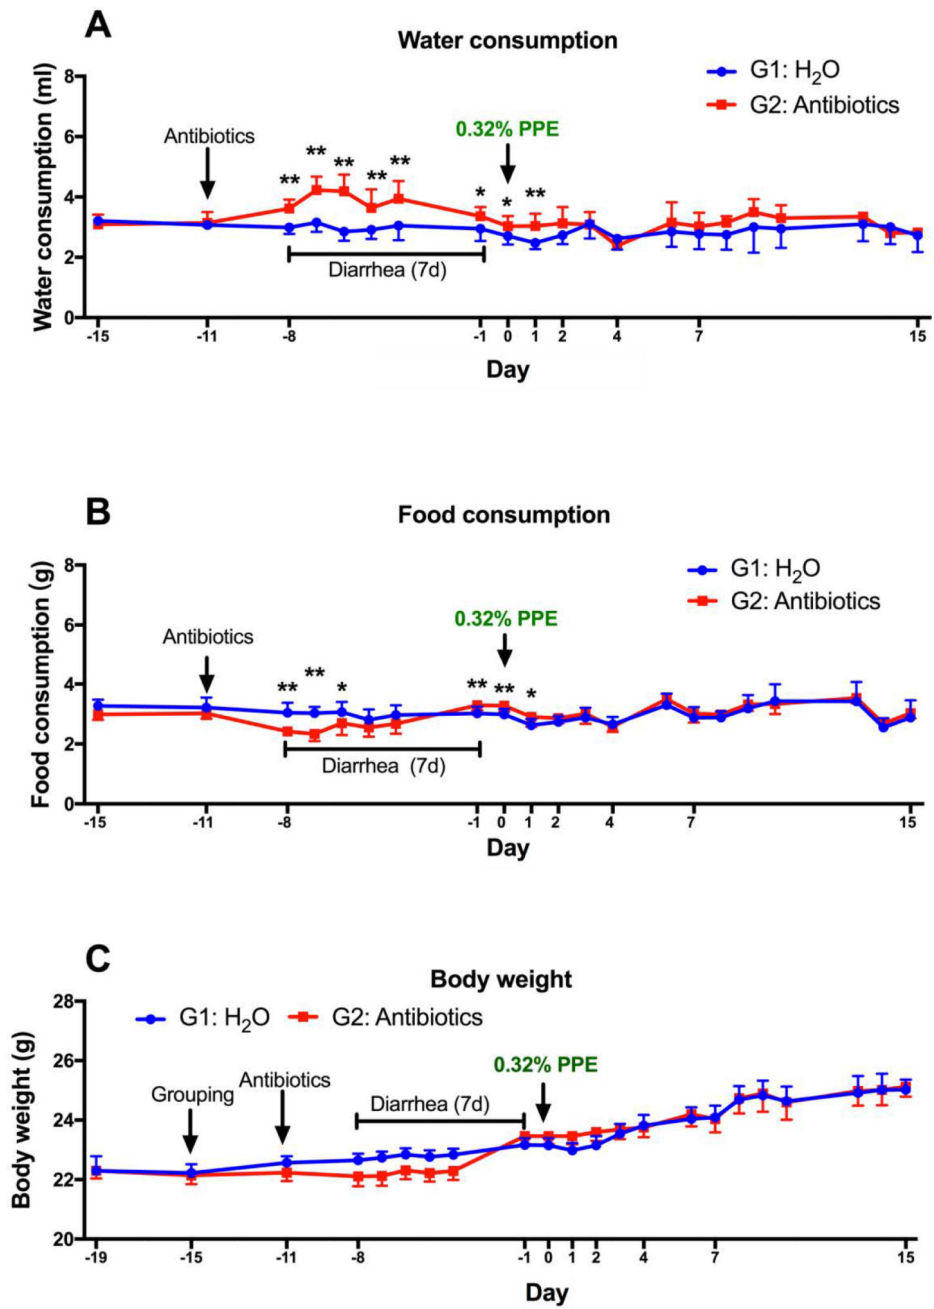 A
Water consumption
G1: H2O
G2: Antibiotics
Water consumption (ml)
8
6
4
2
0
Antibiotics
0.32% PPE
** ** ** ** ** * * **
Diarrhea (7d)
-15 -11 -8 -1 0 1 2 4 7 15
Day
B
Food consumption
G1: H2O
G2: Antibiotics
Food consumption (g)
8
6
4
2
0
Antibiotics
0.32% PPE
** ** * ** ** *
Diarrhea (7d)
-15 -11 -8 -1 0 1 2 4 7 15
Day
C
Body weight
G1: H2O G2: Antibiotics
Body weight (g)
28
26
24
22
20
Grouping
Antibiotics
Diarrhea (7d)
0.32% PPE
-19 -15 -11 -8 -1 0 1 2 4 7 15
Day